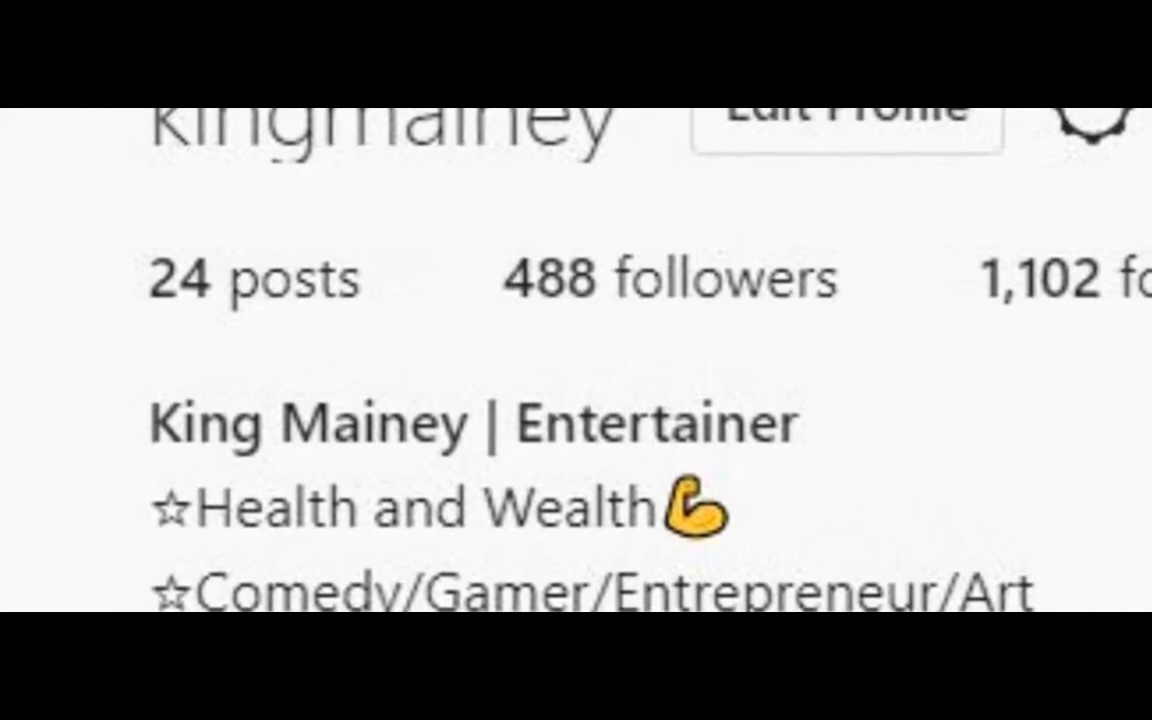 kingmainey Edit Profile
24 posts 488 followers 1,102 fo
King Mainey | Entertainer
☆Health and Wealth💪
☆Comedy/Gamer/Entrepreneur/Art